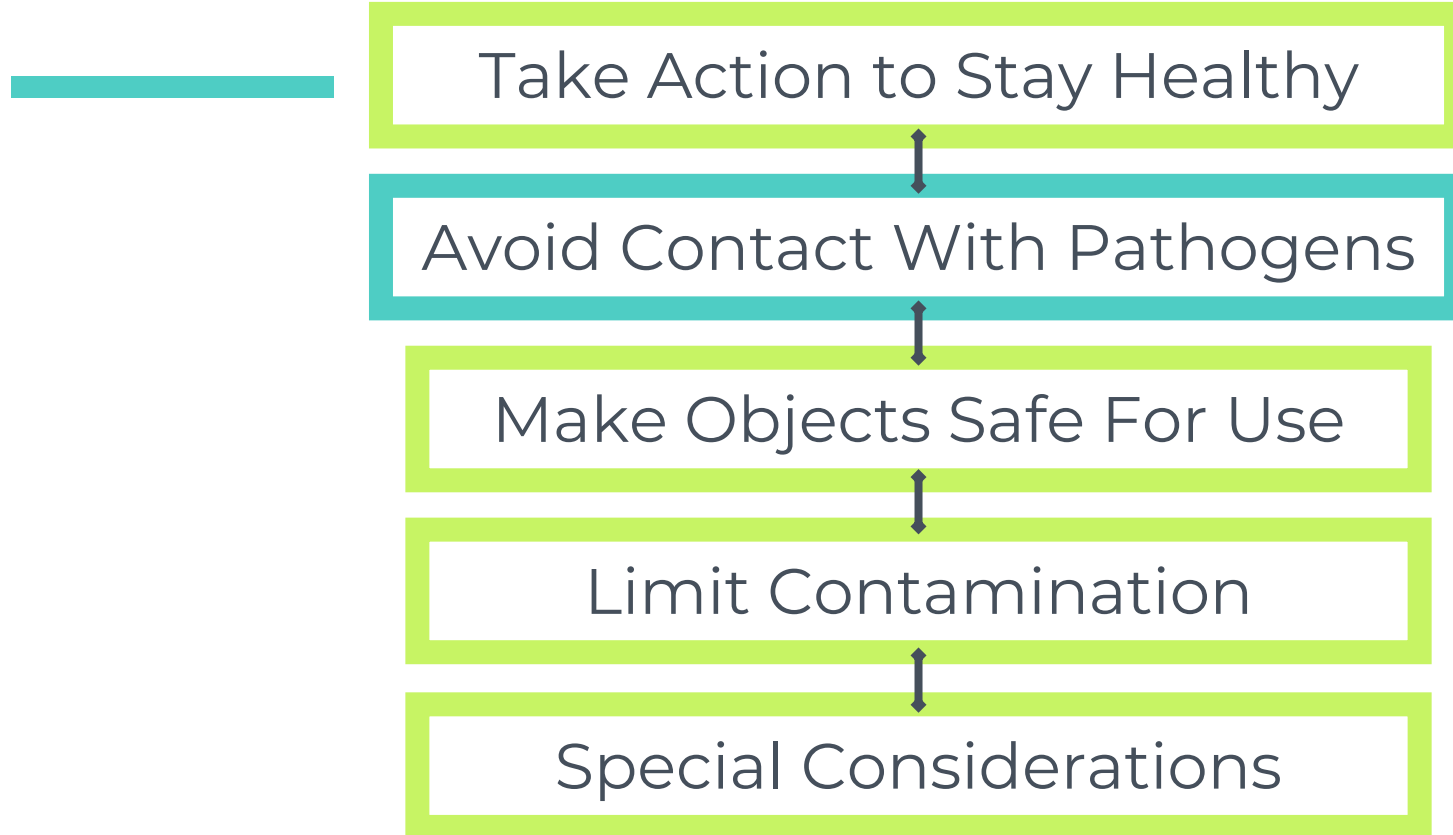 Take Action to Stay Healthy
Avoid Contact With Pathogens
Make Objects Safe For Use
Limit Contamination
Special Considerations